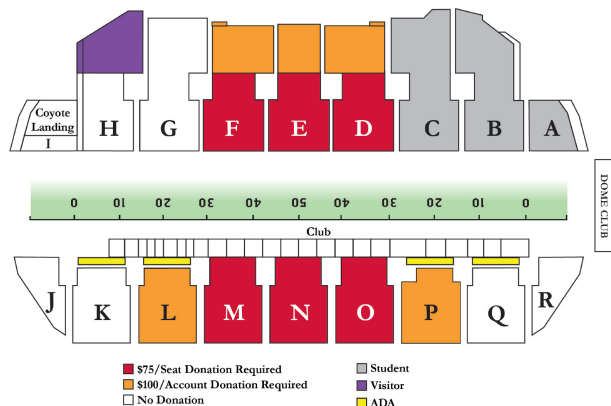 Coyote
Landing
I
H
G
F
E
D
C
B
A
0 10 20 30 40 50 40 30 20 10 0
DOME CLUB
Club
J
K
L
M
N
O
P
Q
R
$75/Seat Donation Required
$100/Account Donation Required
No Donation
Student
Visitor
ADA